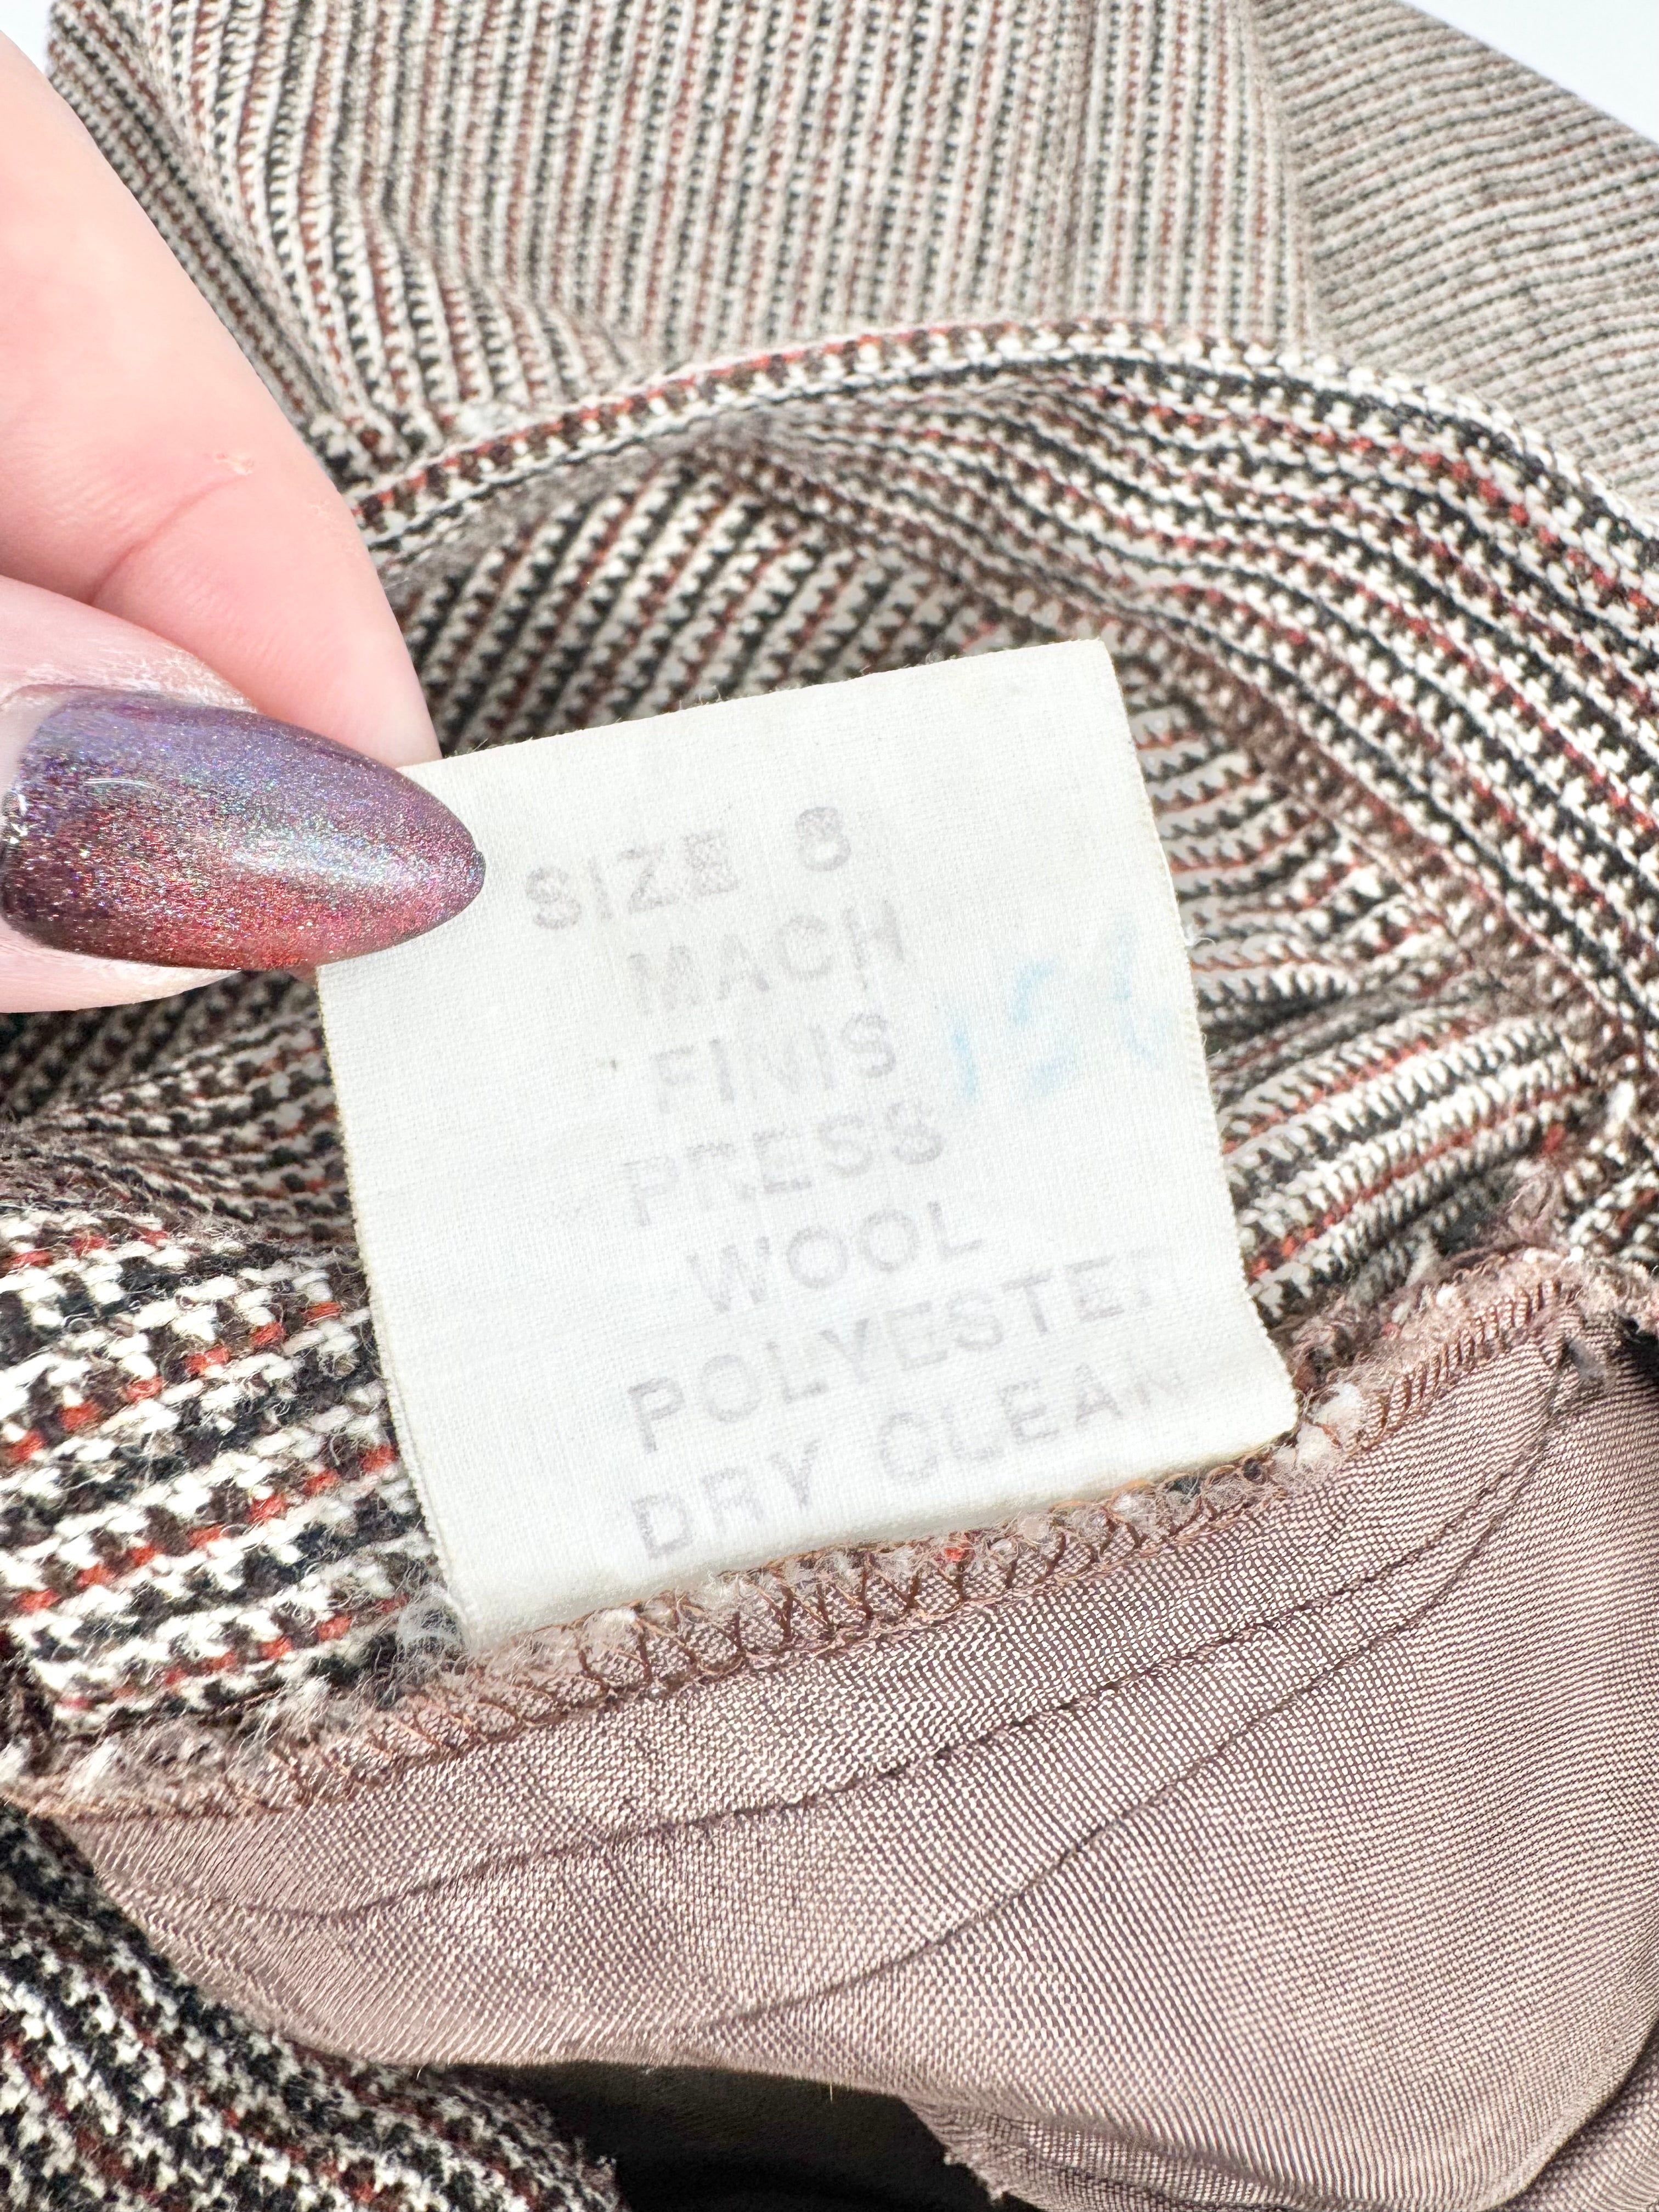 SIZE 8
MACH
FINIS
PRESS
WOOL
POLYESTER
DRY CLEAN